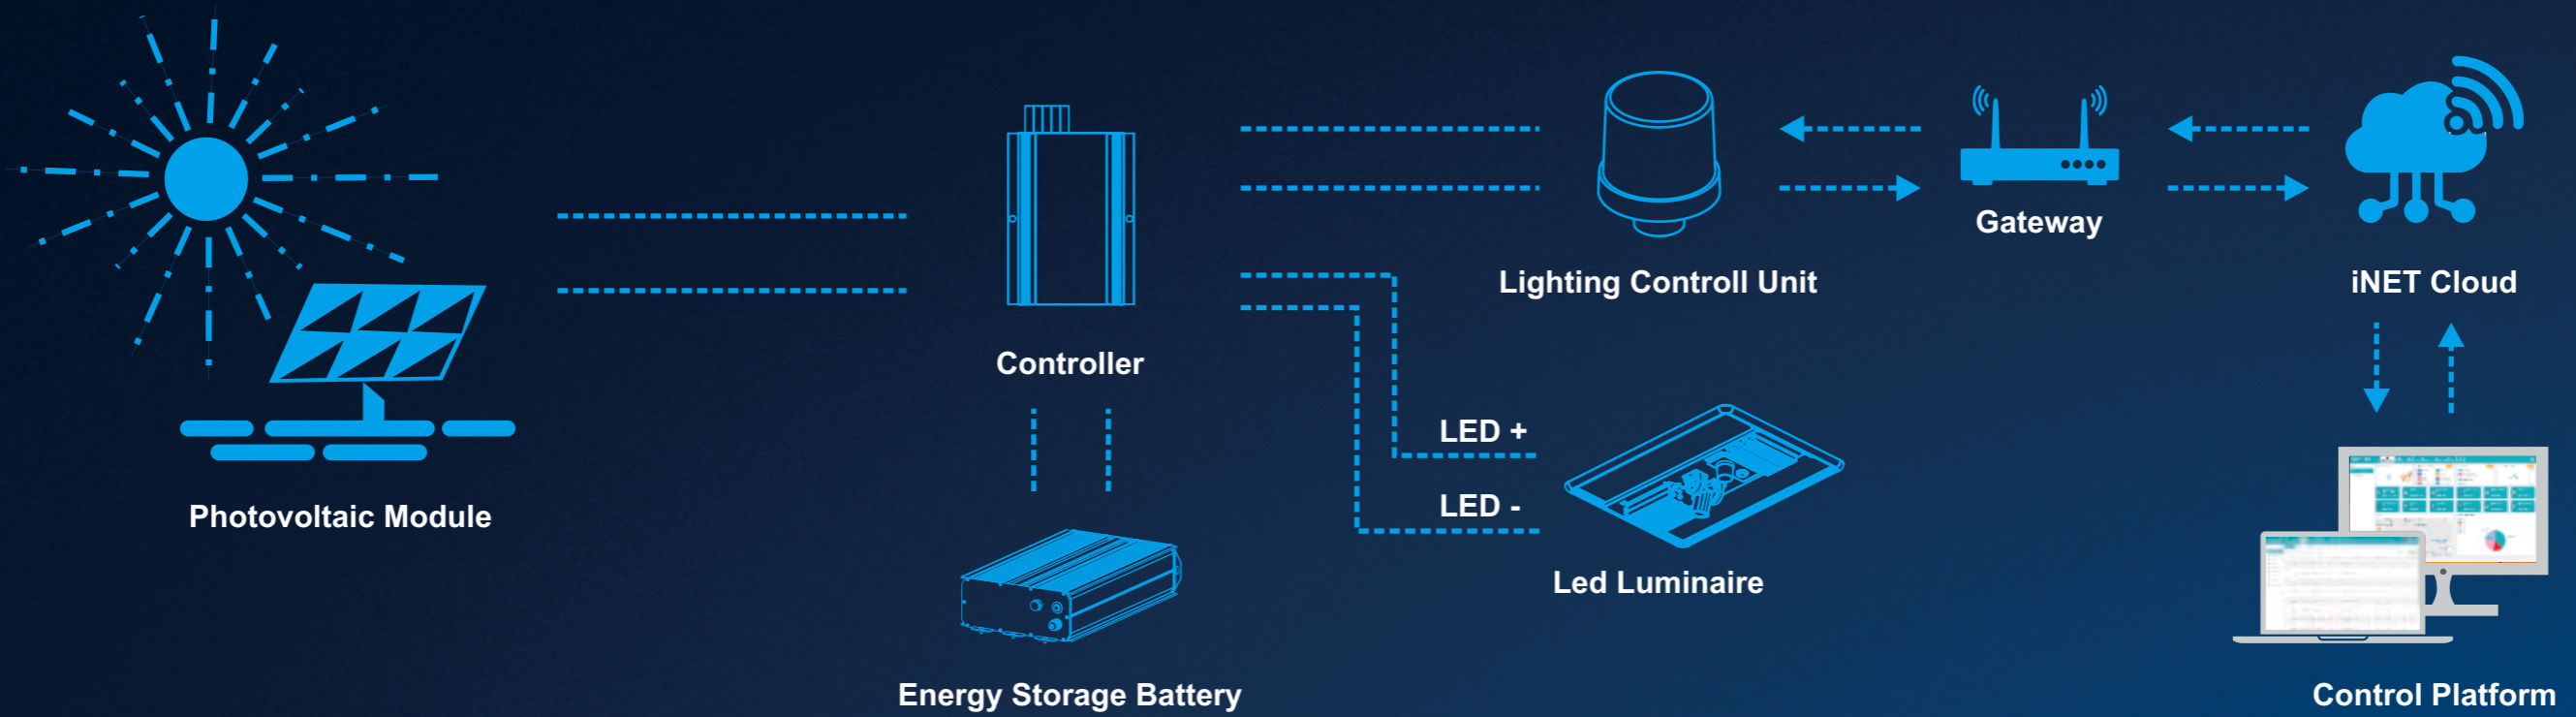 Gateway
Lighting Controll Unit
iNET Cloud
Controller
LED +
LED -
Photovoltaic Module
Led Luminaire
Energy Storage Battery
Control Platform